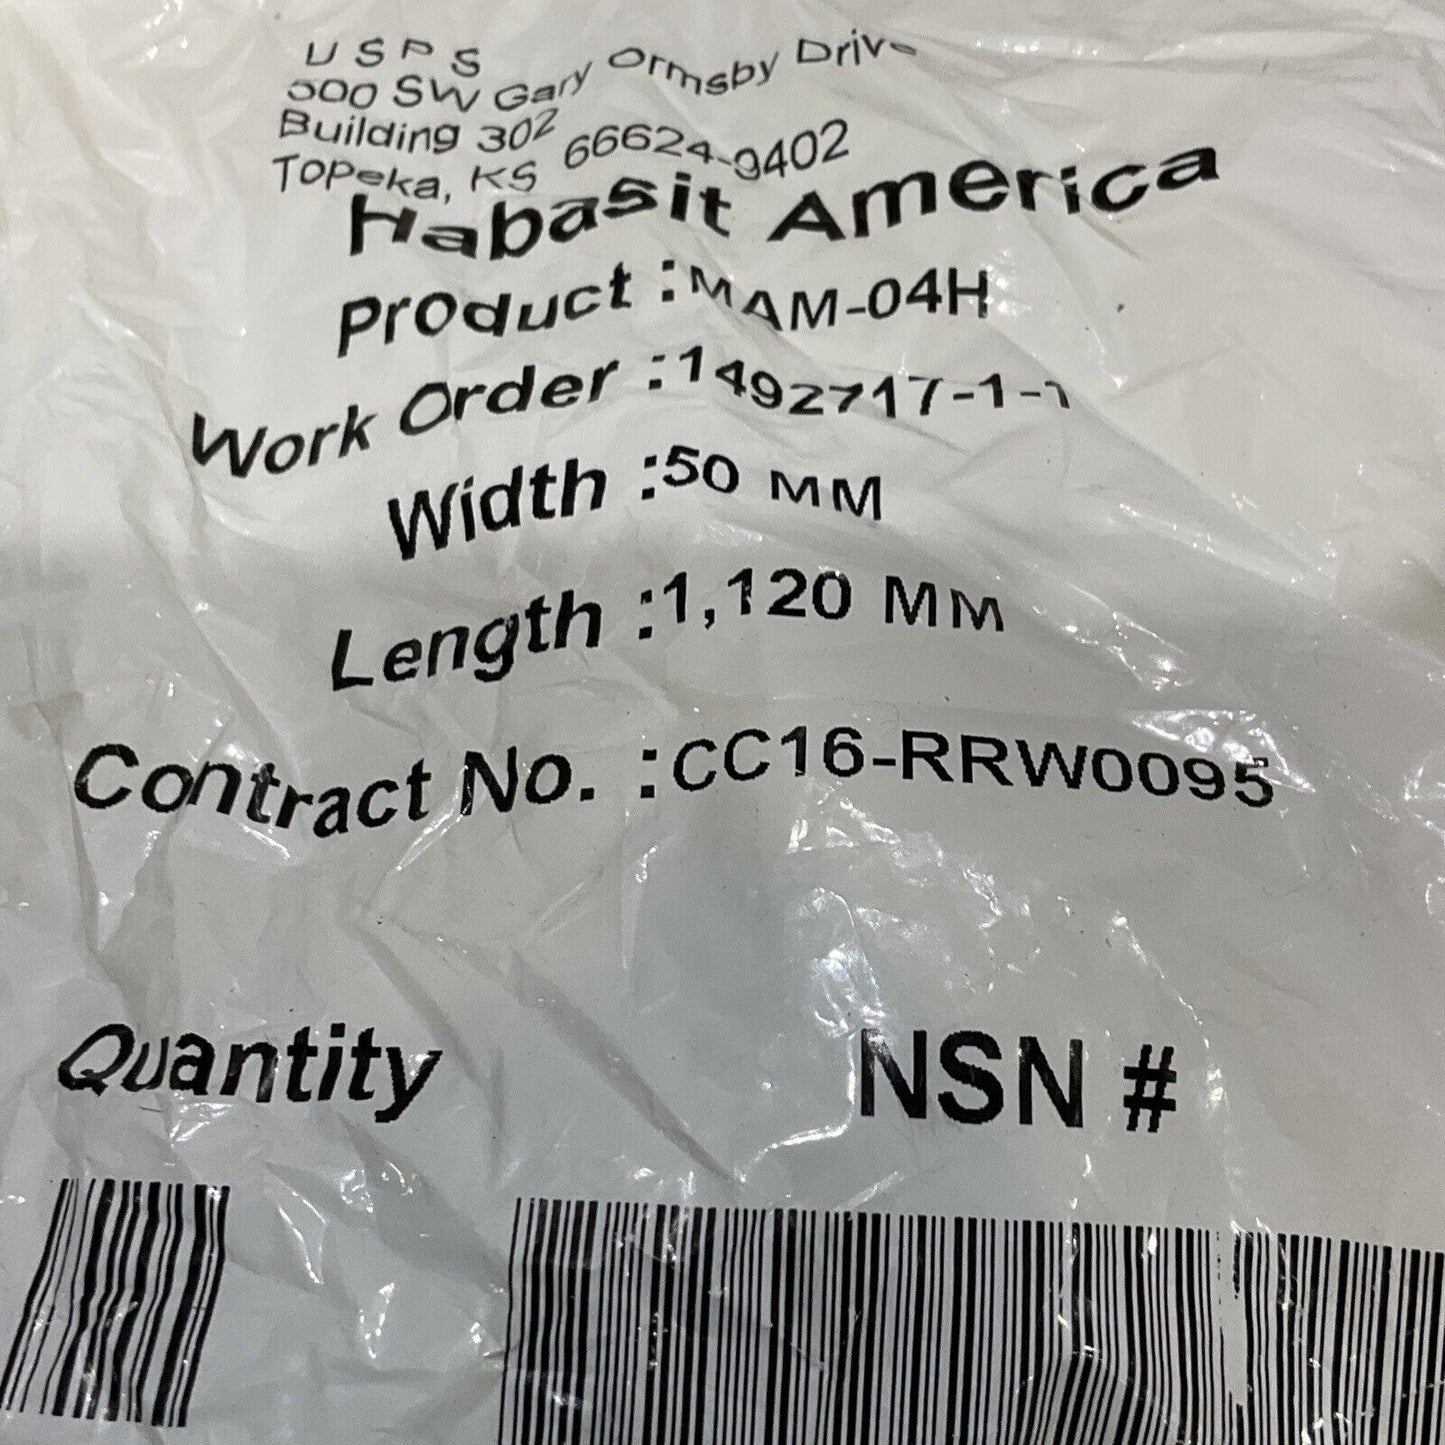 USPS
500 SW Gary Ormsby Drive
Building 302
Topeka, KS 66624-9402
Habasit America
Product :MAM-04H
Work Order :1492717-1-1
Width :50 MM
Length :1,120 MM
Contract No. :CC16-RRW0095
Quantity NSN #